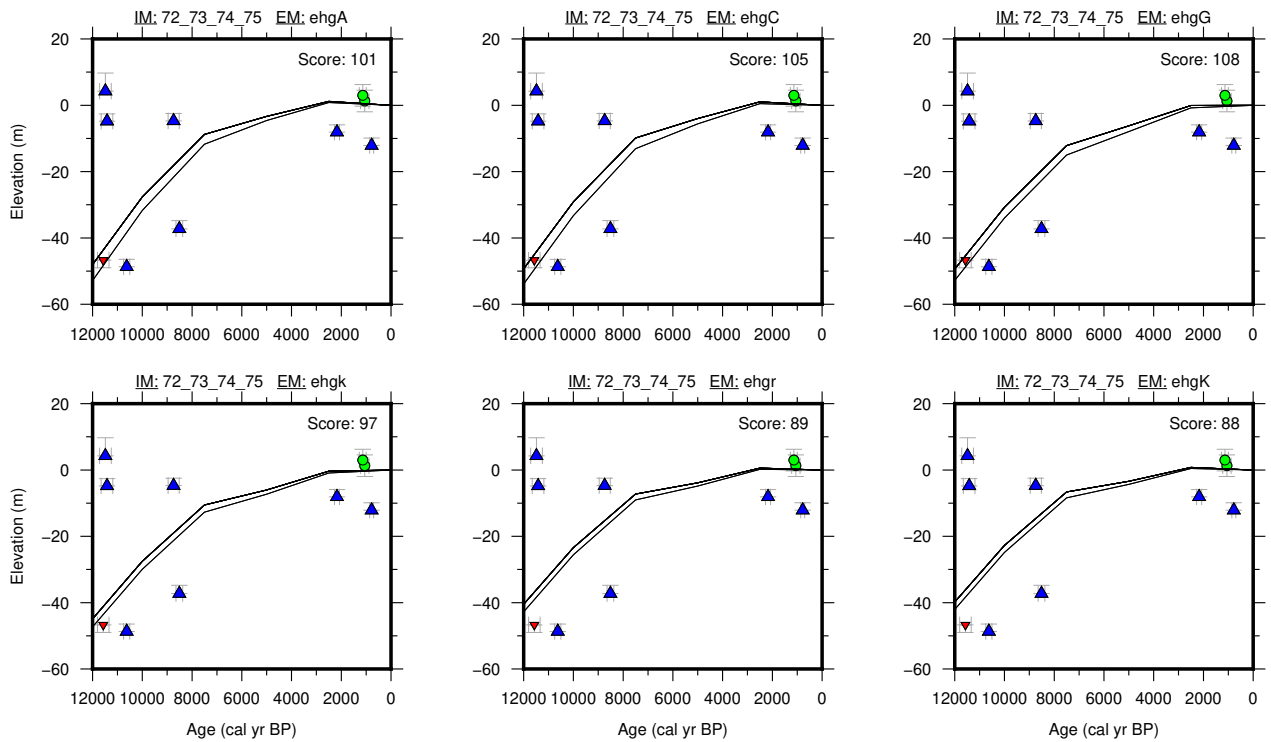 IM: 72_73_74_75 EM: ehgA
IM: 72_73_74_75 EM: ehgC
IM: 72_73_74_75 EM: ehgG
Score: 101
Score: 105
Score: 108
Elevation (m)
20
0
−20
−40
−60
12000 10000 8000 6000 4000 2000 0
20
0
−20
−40
−60
12000 10000 8000 6000 4000 2000 0
20
0
−20
−40
−60
12000 10000 8000 6000 4000 2000 0
IM: 72_73_74_75 EM: ehgk
IM: 72_73_74_75 EM: ehgr
IM: 72_73_74_75 EM: ehgK
Score: 97
Score: 89
Score: 88
Elevation (m)
20
0
−20
−40
−60
12000 10000 8000 6000 4000 2000 0
20
0
−20
−40
−60
12000 10000 8000 6000 4000 2000 0
20
0
−20
−40
−60
12000 10000 8000 6000 4000 2000 0
Age (cal yr BP)
Age (cal yr BP)
Age (cal yr BP)